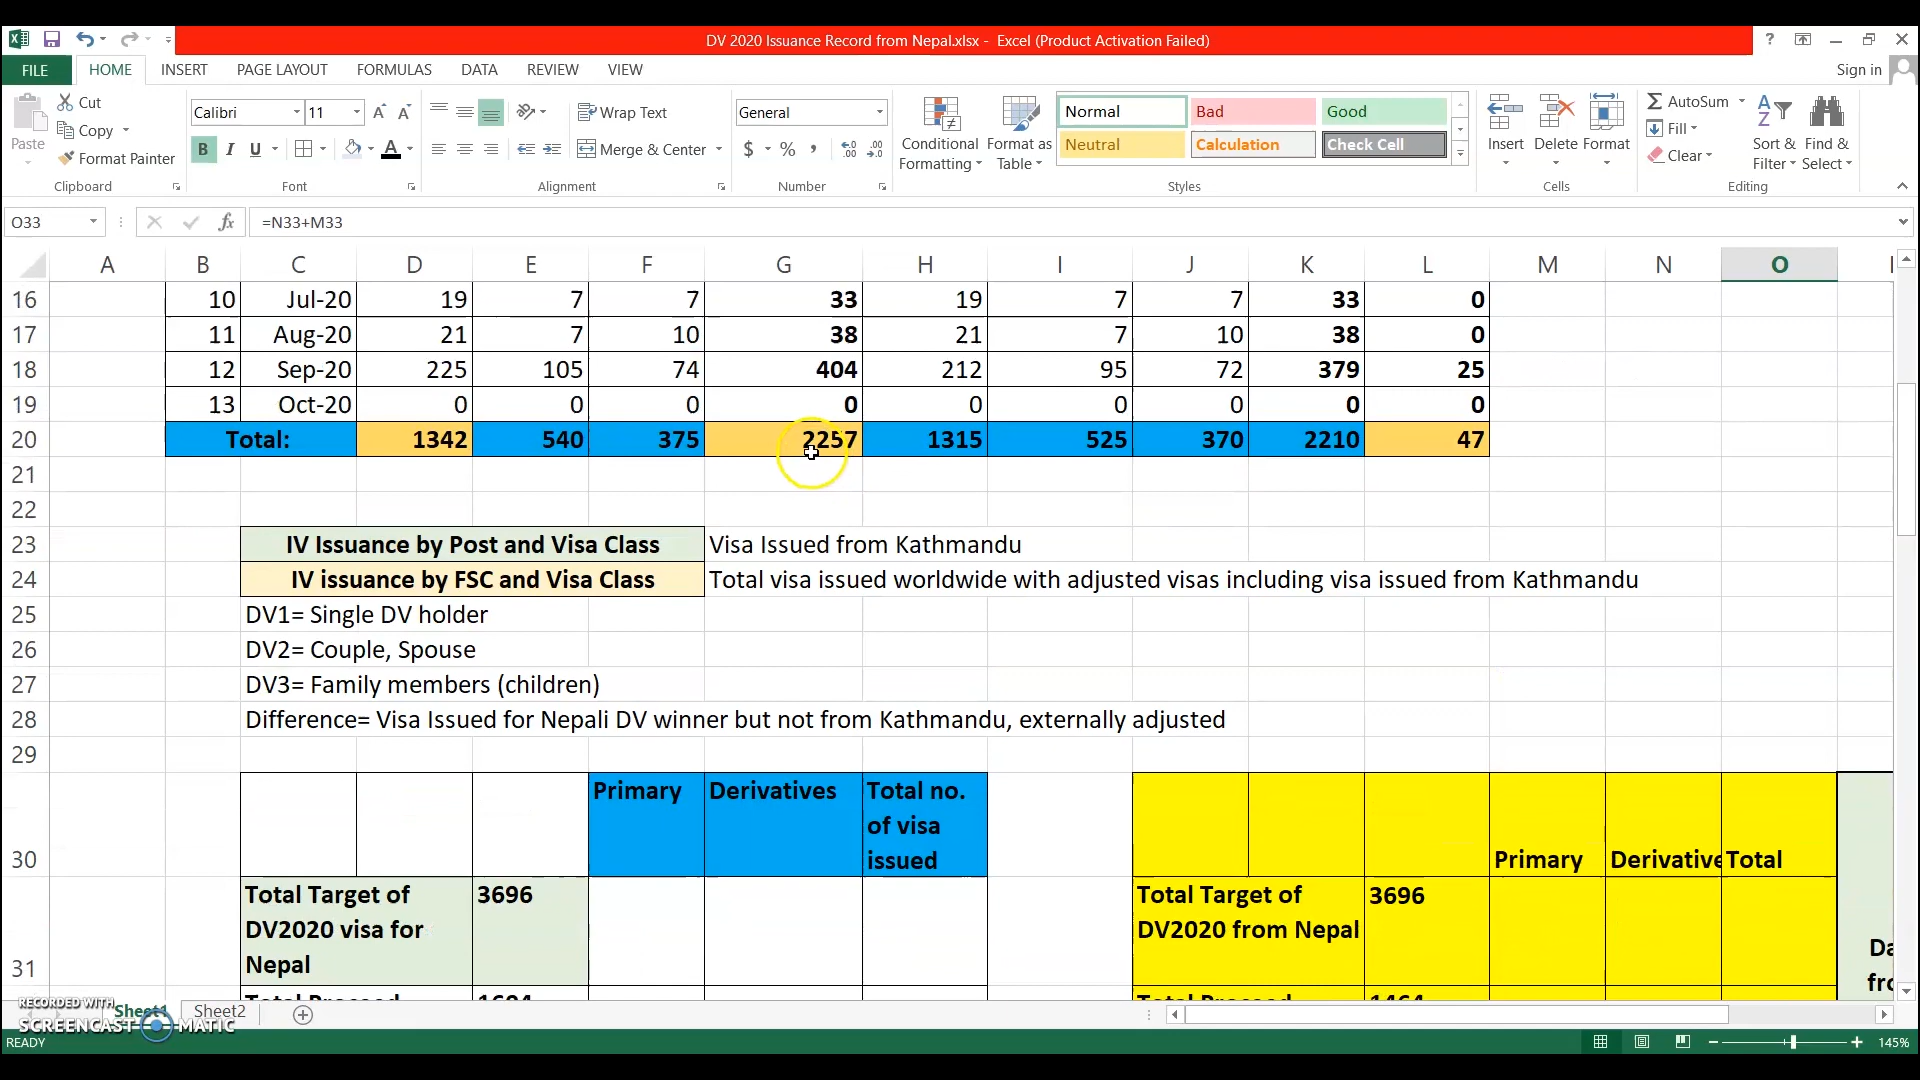 DV 2020 Issuance Record from Nepal.xlsx - Excel (Product Activation Failed)
?
FILE HOME INSERT PAGE LAYOUT FORMULAS DATA REVIEW VIEW Sign in
Paste
Cut
Copy
Format Painter
Clipboard
Calibri 11
B I U
Font
Wrap Text
Merge & Center
Alignment
General
$ % ,
Number
Conditional Formatting
Format as Table
Normal Bad Good
Neutral Calculation Check Cell
Styles
Insert Delete Format
Cells
AutoSum
Fill
Clear
Sort & Filter
Find & Select
Editing
O33 fx =N33+M33
A B C D E F G H I J K L M N O
16 10 Jul-20 19 7 7 33 19 7 7 33 0
17 11 Aug-20 21 7 10 38 21 7 10 38 0
18 12 Sep-20 225 105 74 404 212 95 72 379 25
19 13 Oct-20 0 0 0 0 0 0 0 0 0
20 Total: 1342 540 375 2257 1315 525 370 2210 47
21
22
23 IV Issuance by Post and Visa Class Visa Issued from Kathmandu
24 IV issuance by FSC and Visa Class Total visa issued worldwide with adjusted visas including visa issued from Kathmandu
25 DV1= Single DV holder
26 DV2= Couple, Spouse
27 DV3= Family members (children)
28 Difference= Visa Issued for Nepali DV winner but not from Kathmandu, externally adjusted
29
30 Primary Derivatives Total no. of visa issued Primary Derivative Total
31 Total Target of DV2020 visa for Nepal 3696 Total Target of DV2020 from Nepal 3696
RECORDED WITH
SCREENCAST MATIC
Sheet1 Sheet2
READY 145%